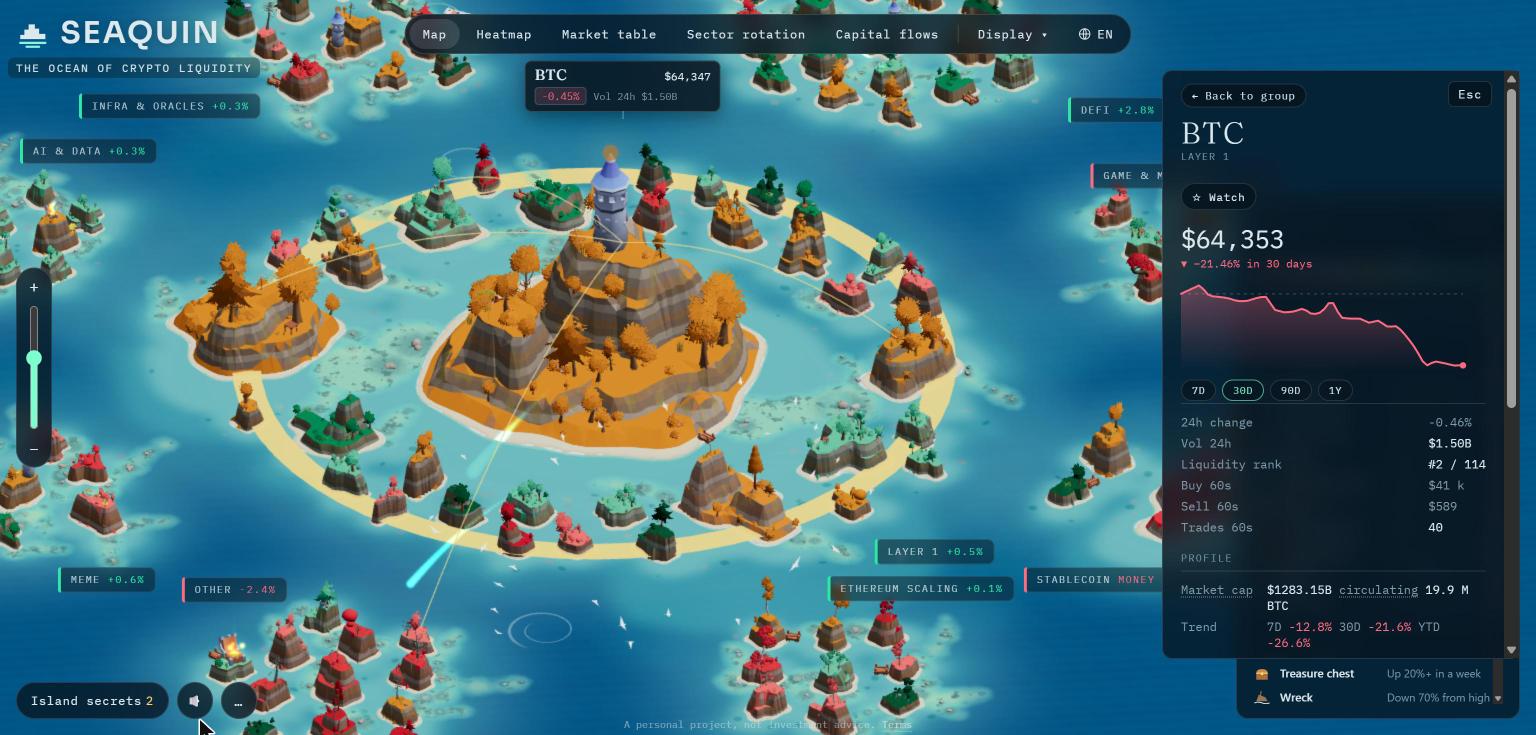 SEAQUIN
THE OCEAN OF CRYPTO LIQUIDITY
Map Heatmap Market table Sector rotation Capital flows Display ▾ EN
BTC $64,347
-0.45% Vol 24h $1.50B
INFRA & ORACLES +0.3%
AI & DATA +0.3%
DEFI +2.8%
GAME & M
← Back to group Esc
BTC
LAYER 1
☆ Watch
$64,353
▼ −21.46% in 30 days
7D 30D 90D 1Y
24h change -0.46%
Vol 24h $1.50B
Liquidity rank #2 / 114
Buy 60s $41 k
Sell 60s $589
Trades 60s 40
PROFILE
Market cap $1283.15B circulating 19.9 M
BTC
Trend 7D -12.8% 30D -21.6% YTD
-26.6%
+
−
LAYER 1 +0.5%
MEME +0.6%
OTHER -2.4%
ETHEREUM SCALING +0.1%
STABLECOIN MONEY
Treasure chest Up 20%+ in a week
Wreck Down 70% from high
Island secrets 2
…
A personal project, not investment advice. Terms